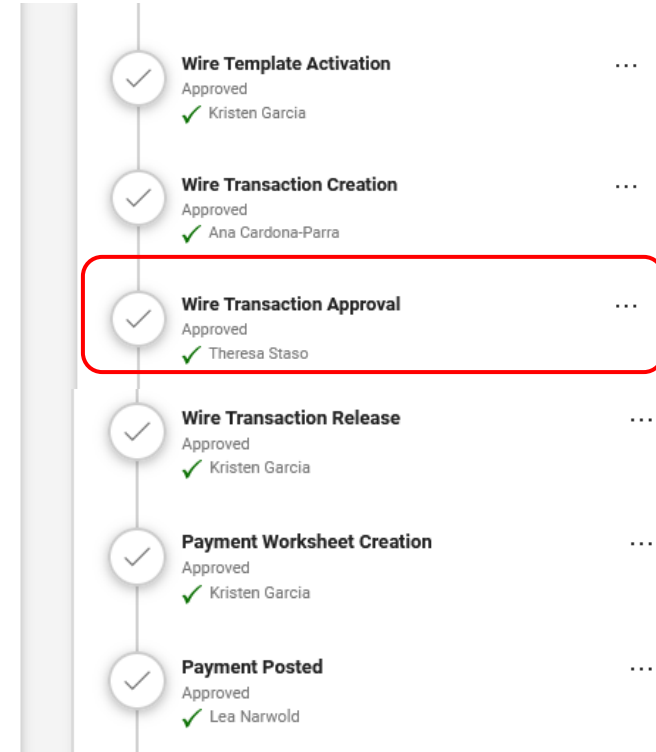 Wire Template Activation
...
Approved
Kristen Garcia
Wire Transaction Creation
...
Approved
Ana Cardona-Parra
Wire Transaction Approval
...
Approved
Theresa Staso
Wire Transaction Release
...
Approved
Kristen Garcia
Payment Worksheet Creation
...
Approved
Kristen Garcia
Payment Posted
...
Approved
Lea Narwold